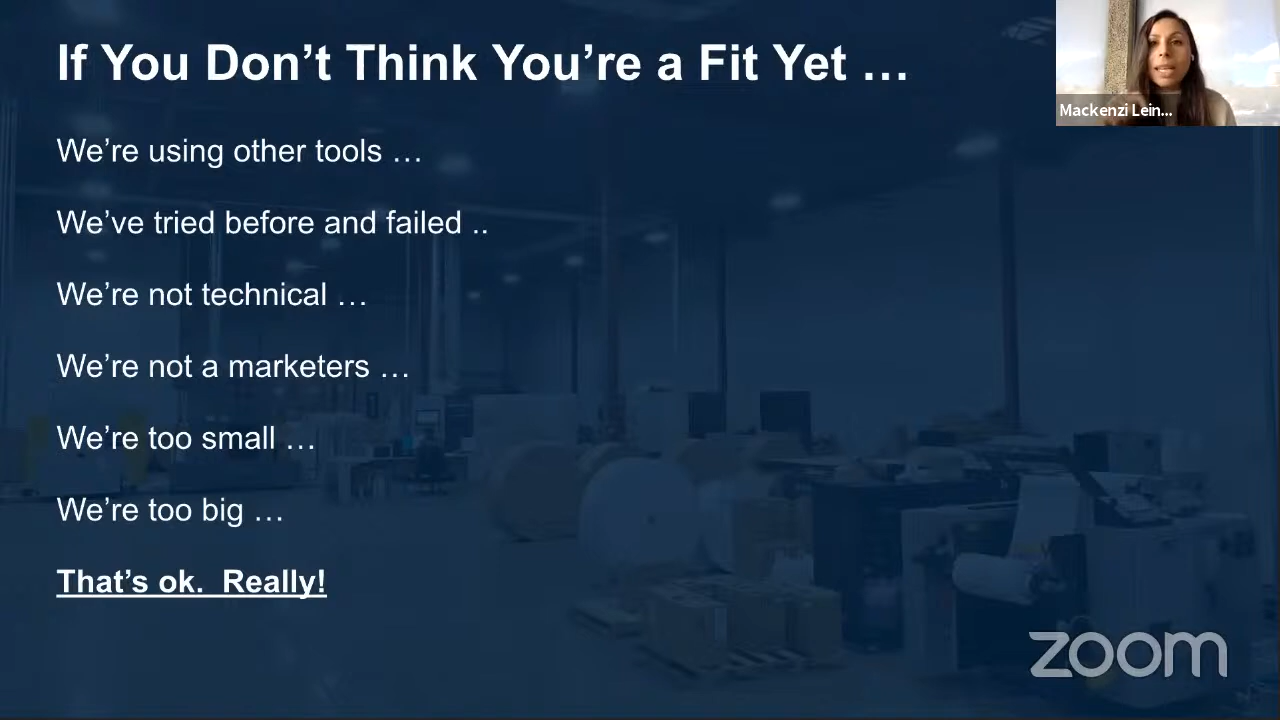 If You Don’t Think You’re a Fit Yet …
Mackenzi Lein...
We’re using other tools …
We’ve tried before and failed ..
We’re not technical …
We’re not a marketers …
We’re too small …
We’re too big …
That’s ok.  Really!
zoom